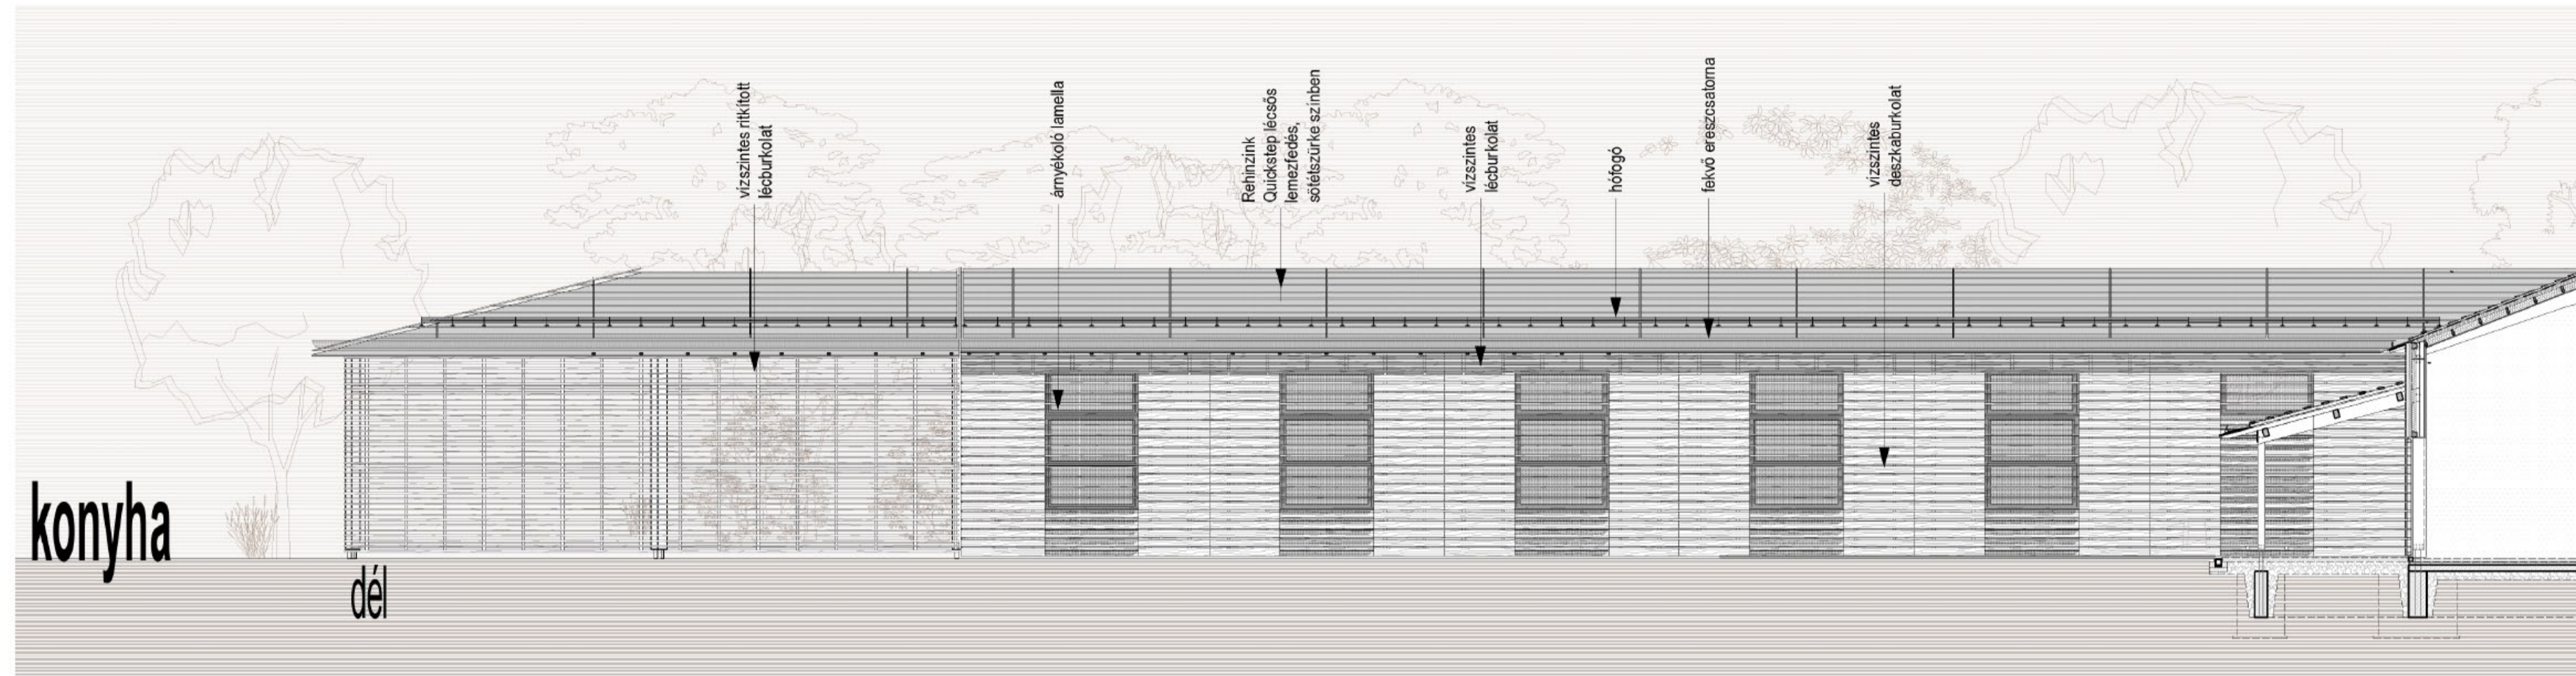 vízszintes ritkított
lécburkolat
árnyékoló lamella
Rehinzink
Quickstep lécésős
lemezfedés,
sötétszürke színben
vízszintes
lécburkolat
hófogó
fekvő ereszcsatorna
vízszintes
deszkaburkolat
konyha
dél